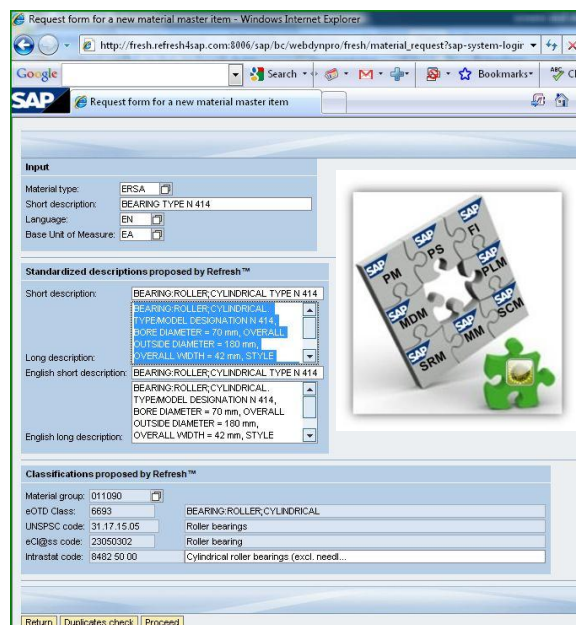 Request form for a new material master item - Windows Internet Explorer
http://fresh.refresh4sap.com:8006/sap/bc/webdynpro/fresh/material_request?sap-system-login
Google Search Bookmarks
SAP Request form for a new material master item
Input
Material type: ERSA
Short description: BEARING TYPE N 414
Language: EN
Base Unit of Measure: EA
Standardized descriptions proposed by Refresh™
Short description: BEARING:ROLLER;CYLINDRICAL TYPE N 414
BEARING:ROLLER;CYLINDRICAL.
TYPE/MODEL DESIGNATION N 414,
BORE DIAMETER = 70 mm, OVERALL
OUTSIDE DIAMETER = 180 mm,
Long description: OVERALL WIDTH = 42 mm, STYLE
English short description: BEARING:ROLLER;CYLINDRICAL TYPE N 414
BEARING:ROLLER;CYLINDRICAL.
TYPE/MODEL DESIGNATION N 414,
BORE DIAMETER = 70 mm, OVERALL
OUTSIDE DIAMETER = 180 mm,
English long description: OVERALL WIDTH = 42 mm, STYLE
SAP FI
SAP PS
SAP PM
SAP PLM
SAP MDM
SAP SCM
SAP MM
SAP SRM
Classifications proposed by Refresh™
Material group: 011090
eOTD Class: 6693 BEARING:ROLLER;CYLINDRICAL
UNSPSC code: 31.17.15.05 Roller bearings
eCl@ss code: 23050302 Roller bearing
Intrastat code: 8482 50 00 Cylindrical roller bearings (excl. needl...
Return Duplicates check Proceed